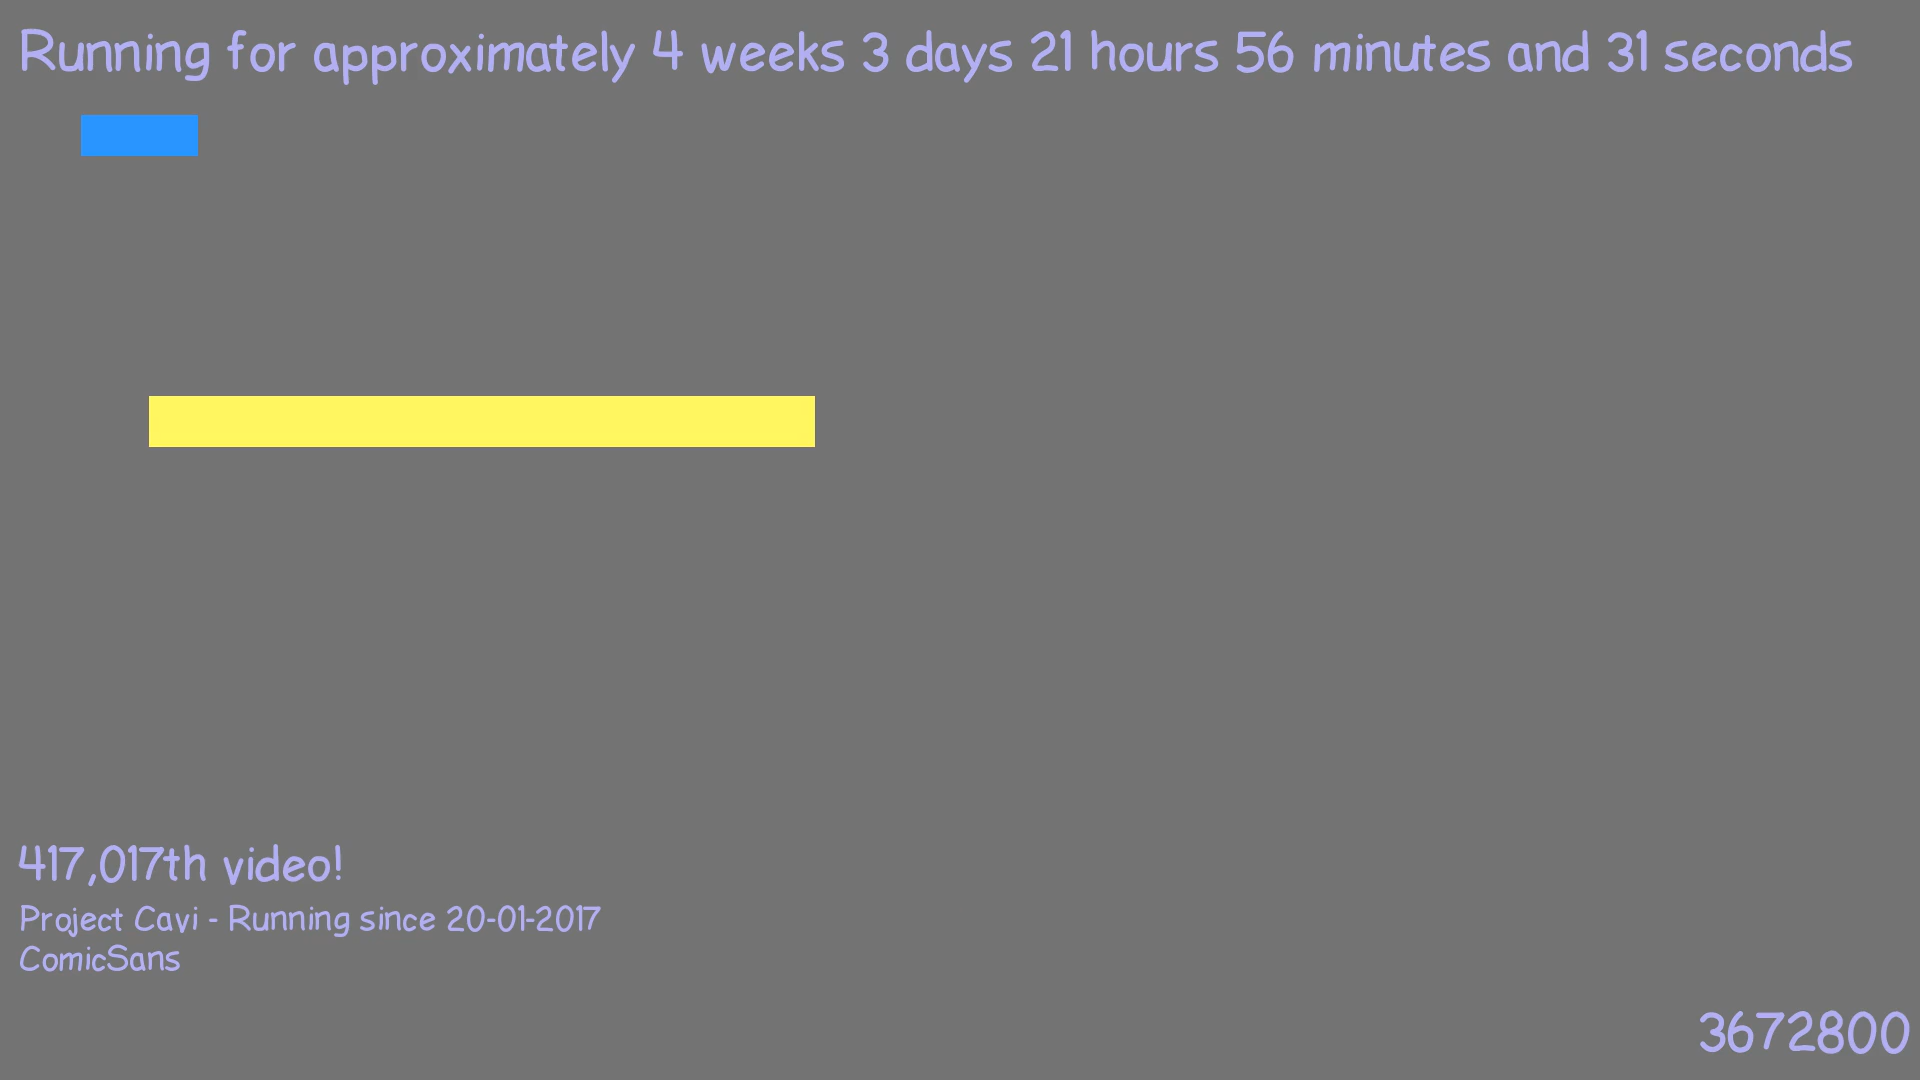 Running for approximately 4 weeks 3 days 21 hours 56 minutes and 31 seconds
417,017th video!
Project Cavi - Running since 20-01-2017
ComicSans
3672800